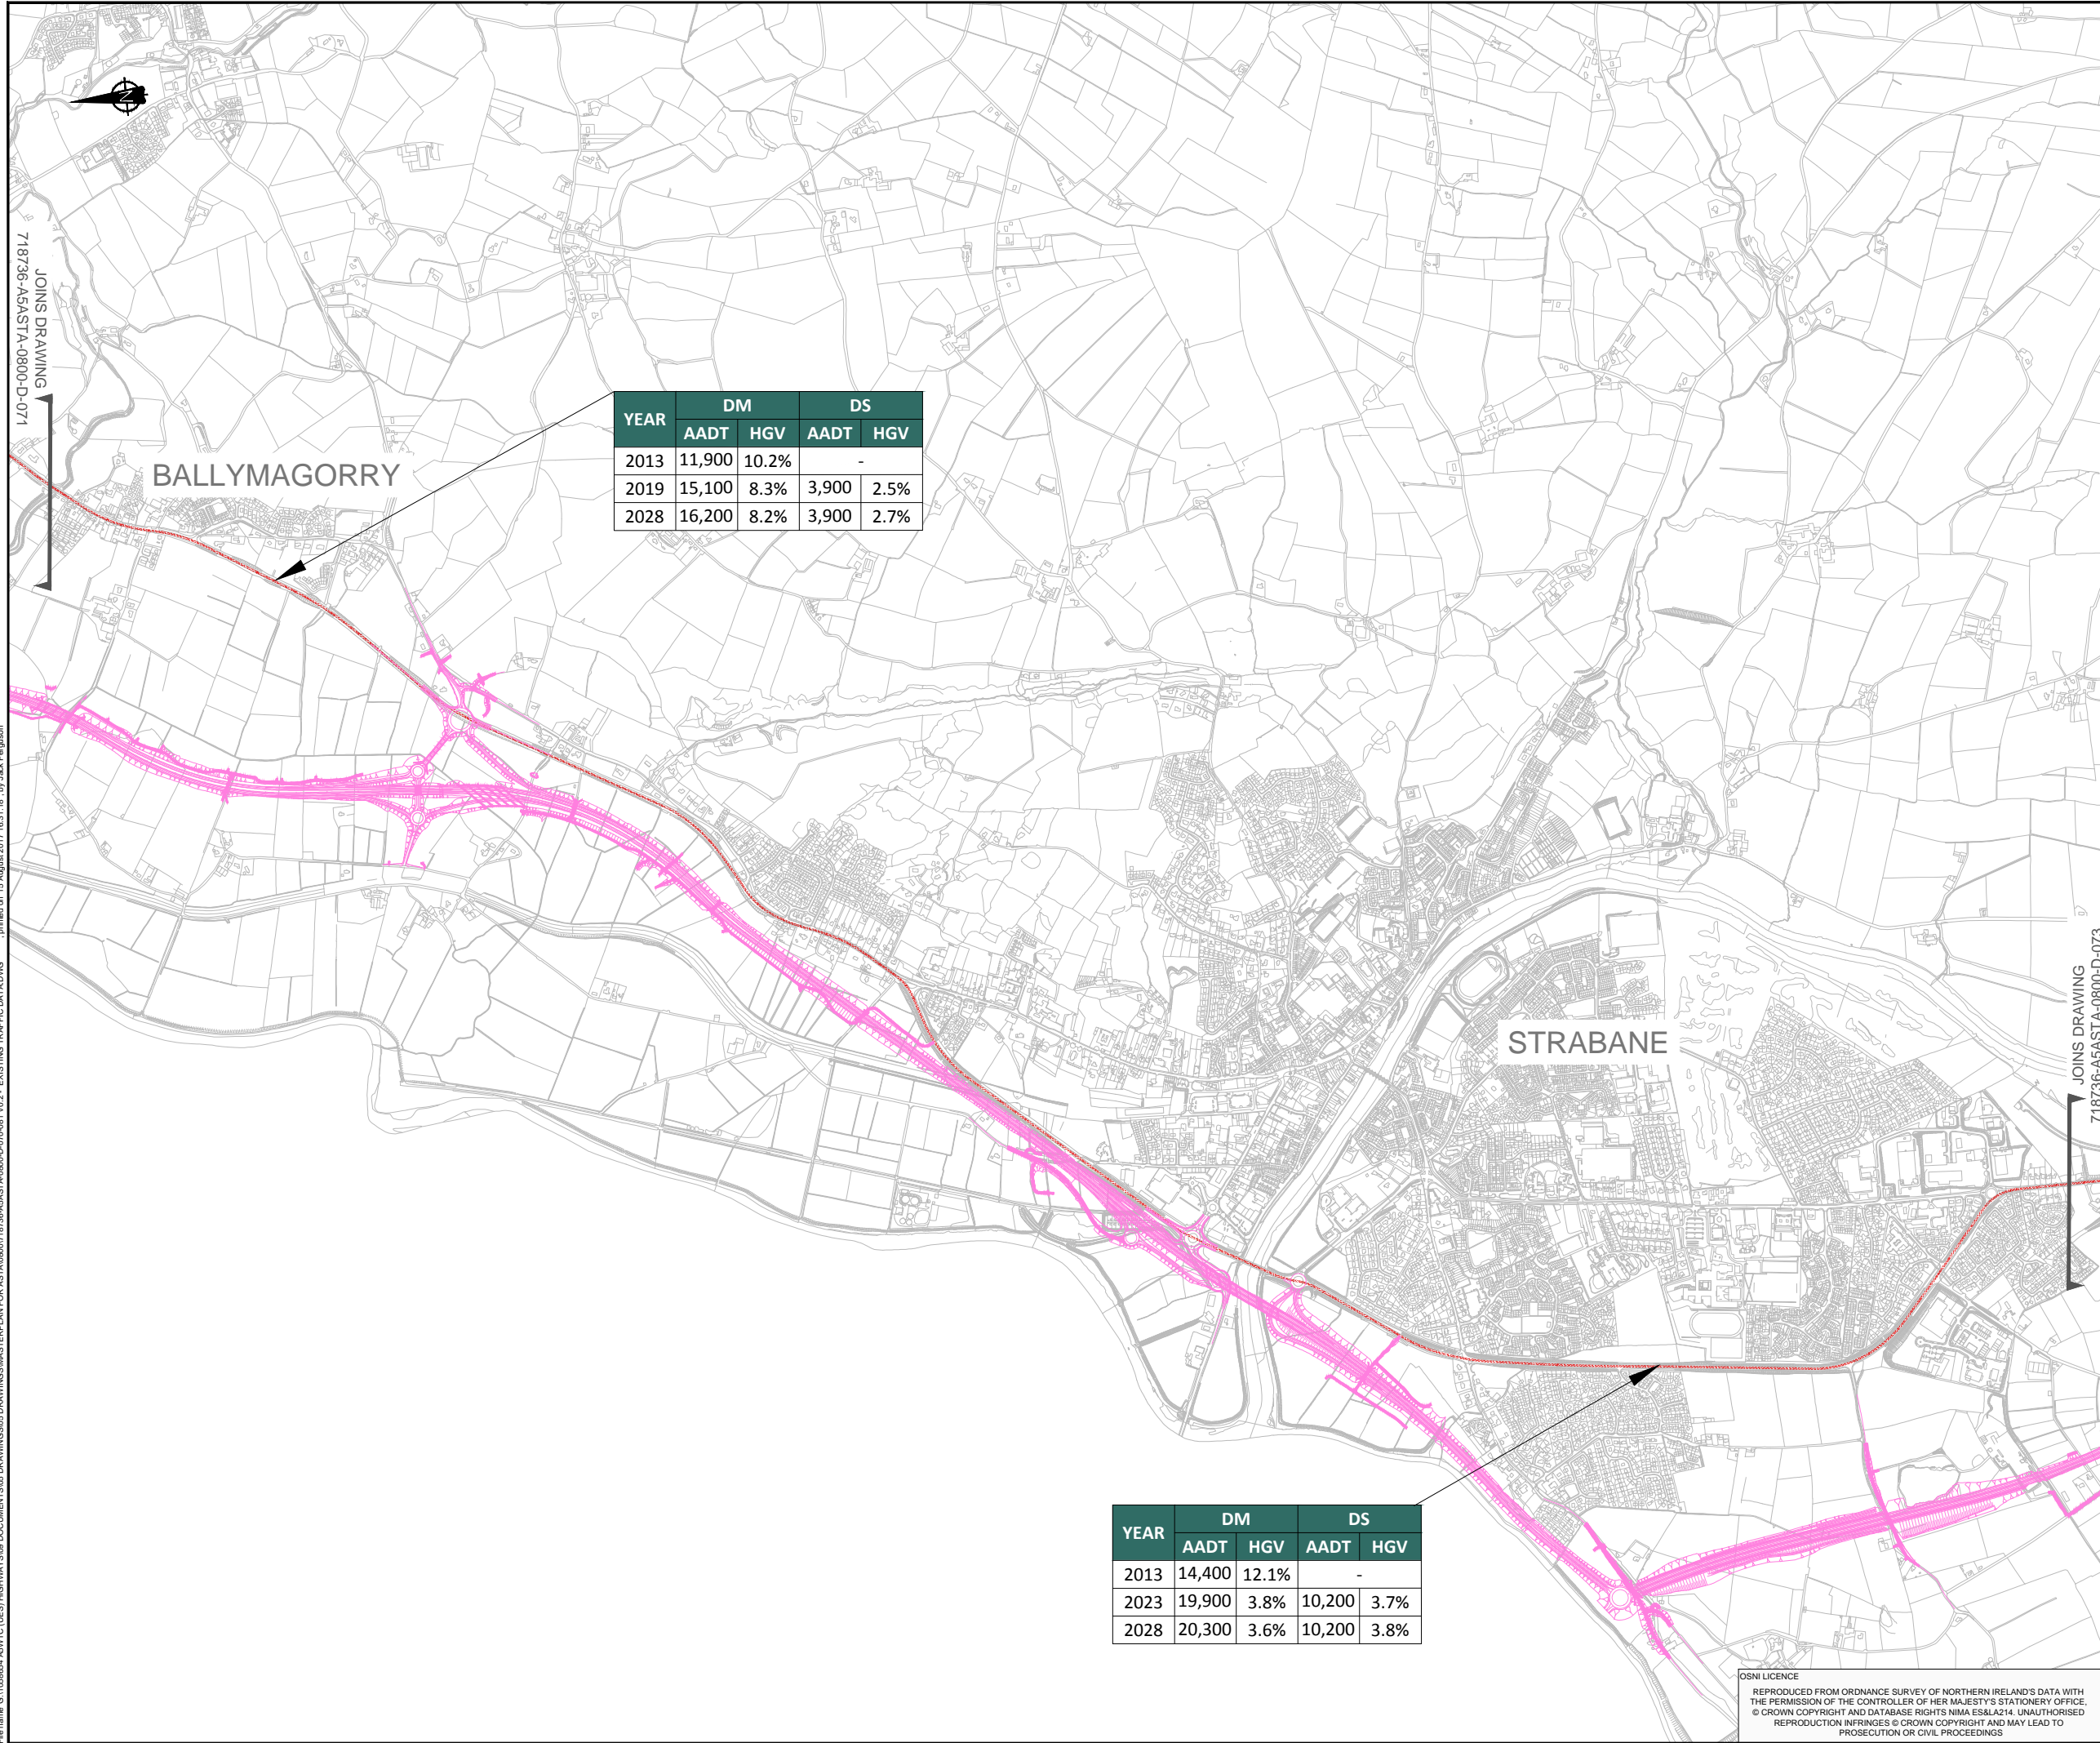 N
JOINS DRAWING
718736-A5ASTA-0800-D-071
BALLYMAGORRY
YEAR DM DS
AADT HGV AADT HGV
2013 11,900 10.2% -
2019 15,100 8.3% 3,900 2.5%
2028 16,200 8.2% 3,900 2.7%
STRABANE
JOINS DRAWING
718736-A5ASTA-0800-D-073
YEAR DM DS
AADT HGV AADT HGV
2013 14,400 12.1% -
2023 19,900 3.8% 10,200 3.7%
2028 20,300 3.6% 10,200 3.8%
OSNI LICENCE
REPRODUCED FROM ORDNANCE SURVEY OF NORTHERN IRELAND'S DATA WITH
THE PERMISSION OF THE CONTROLLER OF HER MAJESTY'S STATIONERY OFFICE,
© CROWN COPYRIGHT AND DATABASE RIGHTS NIMA ES&LA214. UNAUTHORISED
REPRODUCTION INFRINGES © CROWN COPYRIGHT AND MAY LEAD TO
PROSECUTION OR CIVIL PROCEEDINGS